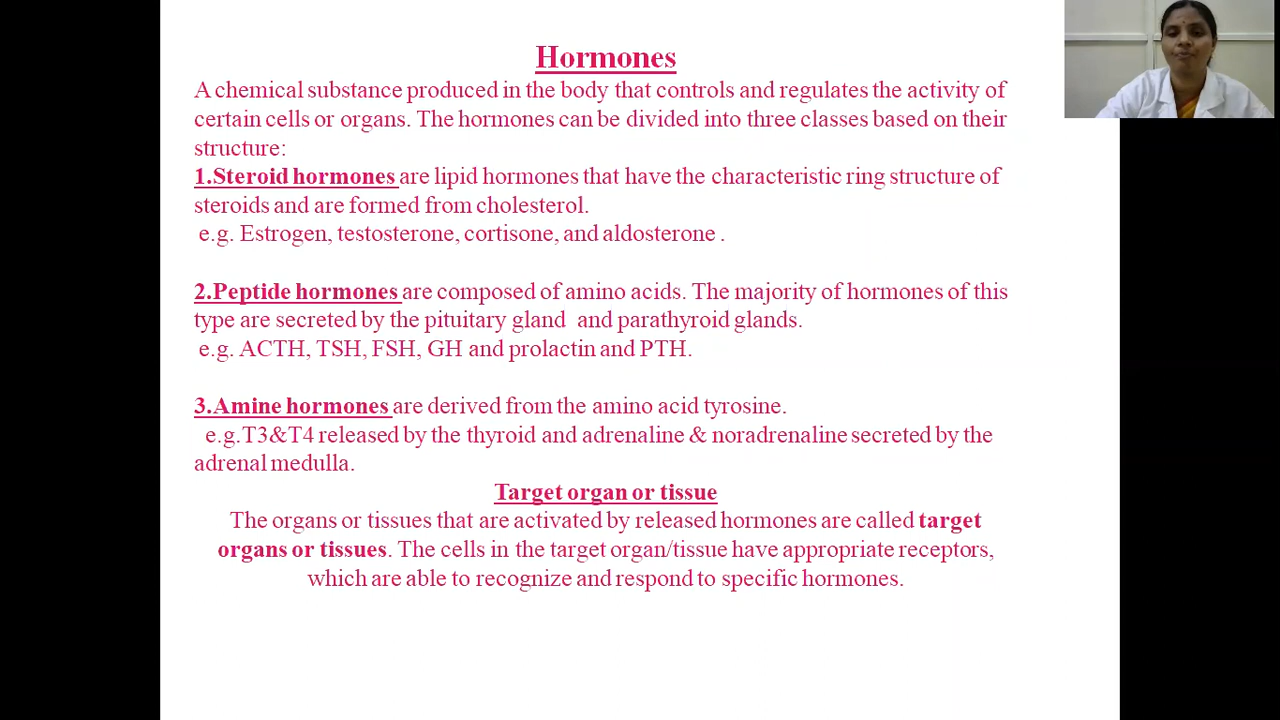 Hormones
A chemical substance produced in the body that controls and regulates the activity of
certain cells or organs. The hormones can be divided into three classes based on their
structure:
1.Steroid hormones are lipid hormones that have the characteristic ring structure of
steroids and are formed from cholesterol.
e.g. Estrogen, testosterone, cortisone, and aldosterone .
2.Peptide hormones are composed of amino acids. The majority of hormones of this
type are secreted by the pituitary gland and parathyroid glands.
e.g. ACTH, TSH, FSH, GH and prolactin and PTH.
3.Amine hormones are derived from the amino acid tyrosine.
e.g.T3&T4 released by the thyroid and adrenaline & noradrenaline secreted by the
adrenal medulla.
Target organ or tissue
The organs or tissues that are activated by released hormones are called target
organs or tissues. The cells in the target organ/tissue have appropriate receptors,
which are able to recognize and respond to specific hormones.